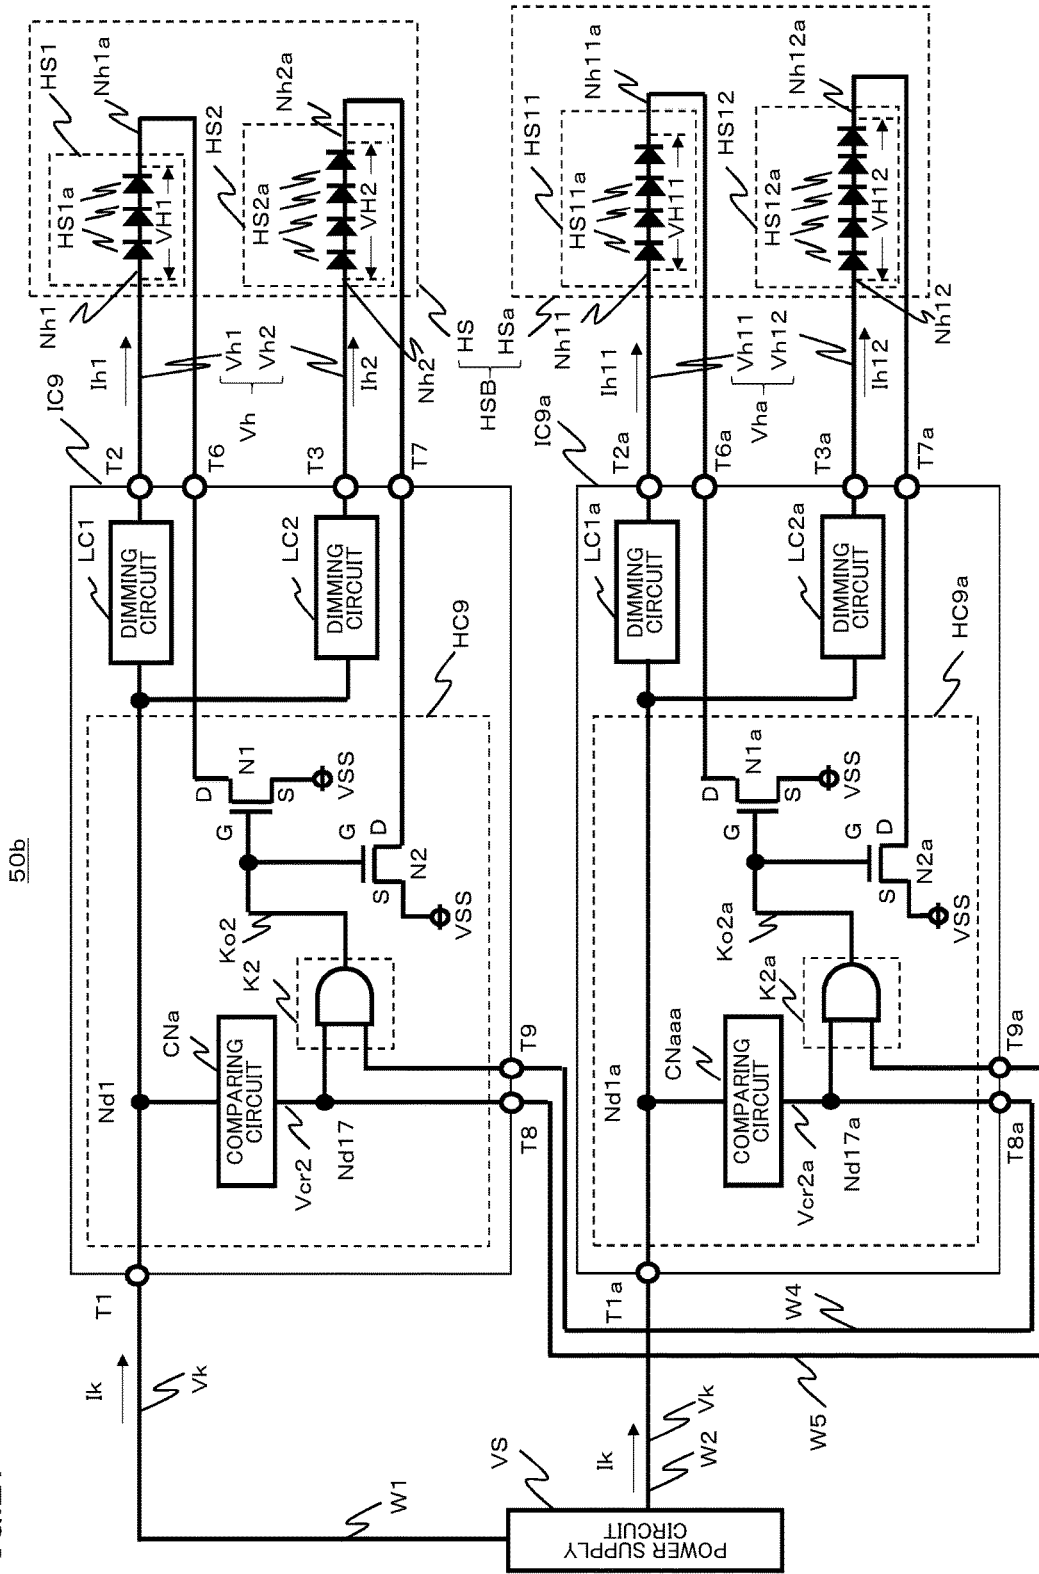 50b
IC9
T2
LC1
DIMMING
CIRCUIT
T6
T3
LC2
DIMMING
CIRCUIT
T7
HC9
N1
D
G
S
VSS
N2
G
D
S
VSS
Ko2
K2
CNa
COMPARING
CIRCUIT
Nd1
Vcr2
Nd17
T9
T8
T1
Ik
Vk
W1
VS
POWER SUPPLY
CIRCUIT
HS1
HS1a
VH1
Nh1
Nh1a
Ih1
HS2
HS2a
VH2
Nh2
Nh2a
Ih2
Vh1
Vh2
Vh
HS
HSa
HSB
IC9a
T2a
LC1a
DIMMING
CIRCUIT
T6a
T3a
LC2a
DIMMING
CIRCUIT
T7a
HC9a
N1a
D
G
S
VSS
N2a
G
D
S
VSS
Ko2a
K2a
CNaaa
COMPARING
CIRCUIT
Nd1a
Vcr2a
Nd17a
T9a
T8a
T1a
W4
W5
Ik
Vk
W2
HS11
HS11a
VH11
Nh11
Nh11a
Ih11
HS12
HS12a
VH12
Nh12
Nh12a
Ih12
Vh11
Vh12
Vha